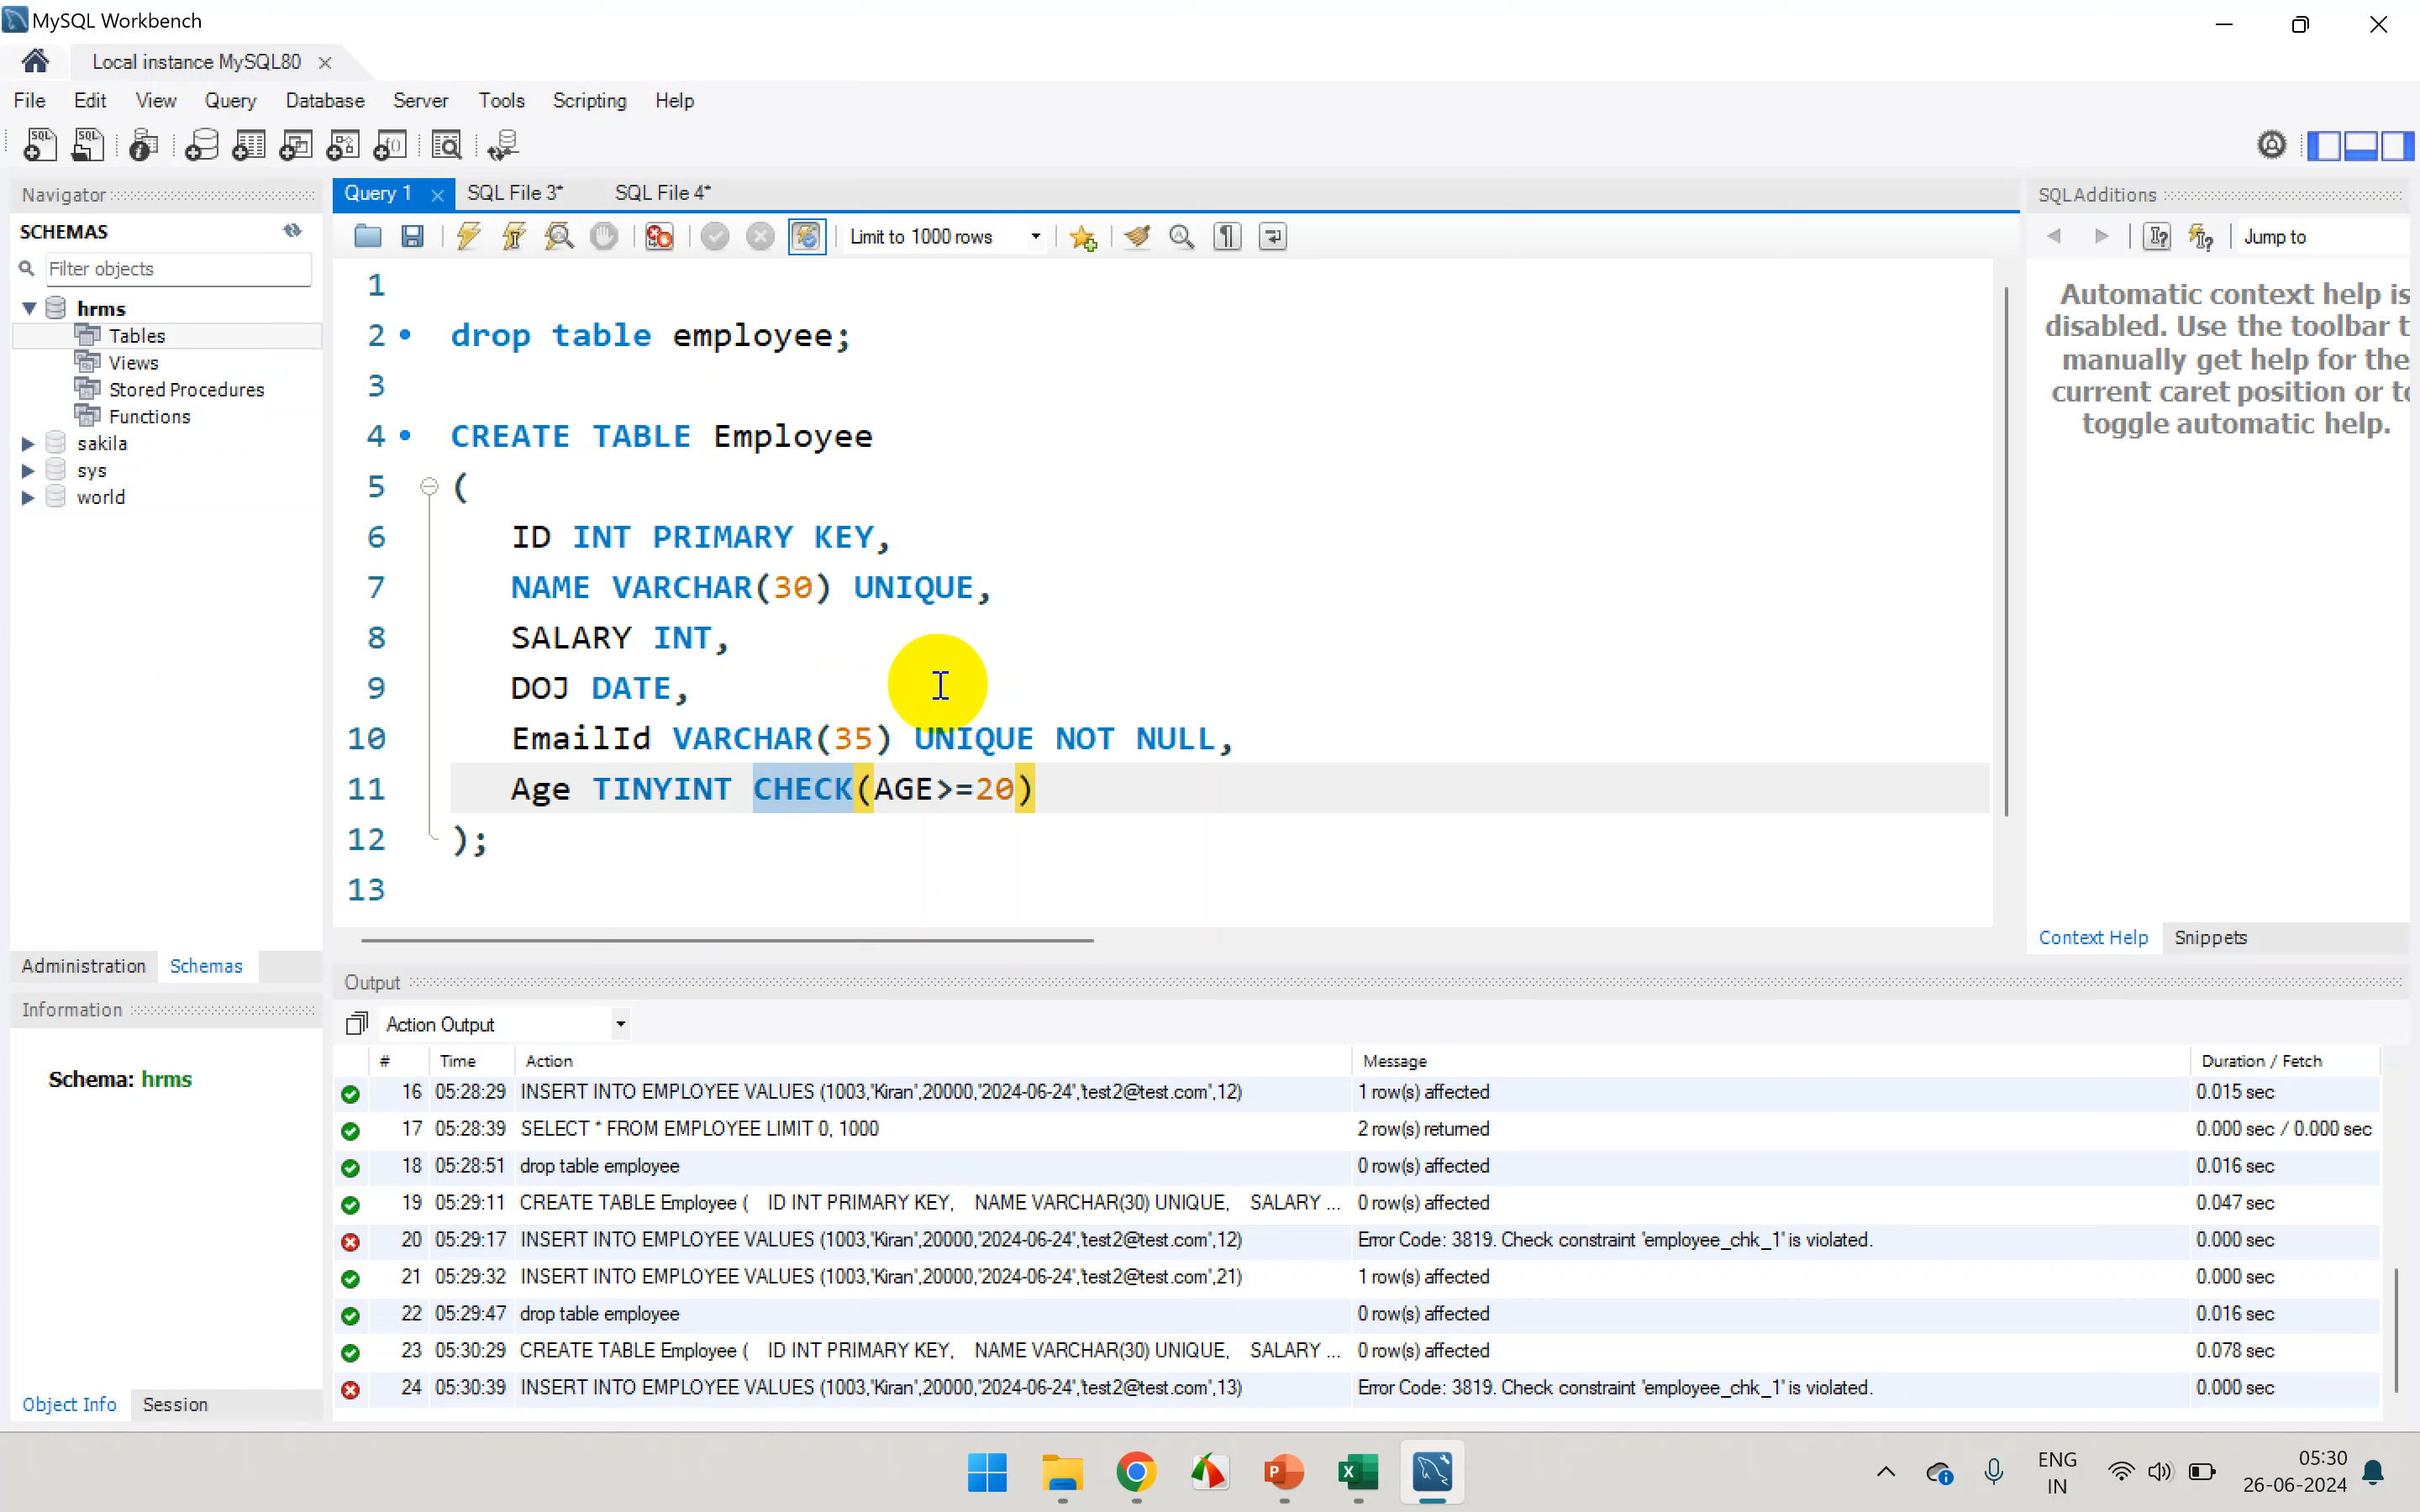 MySQL Workbench
Local instance MySQL80
File Edit View Query Database Server Tools Scripting Help
Navigator
SCHEMAS
Filter objects
hrms
Tables
Views
Stored Procedures
Functions
sakila
sys
world
Administration Schemas
Information
Schema: hrms
Object Info Session
Query 1 SQL File 3* SQL File 4*
Limit to 1000 rows
1
2 drop table employee;
3
4 CREATE TABLE Employee
5 (
6 ID INT PRIMARY KEY,
7 NAME VARCHAR(30) UNIQUE,
8 SALARY INT,
9 DOJ DATE,
10 EmailId VARCHAR(35) UNIQUE NOT NULL,
11 Age TINYINT CHECK(AGE>=20)
12 );
13
SQLAdditions
Jump to
Automatic context help is
disabled. Use the toolbar t
manually get help for the
current caret position or to
toggle automatic help.
Context Help Snippets
Output
Action Output
# Time Action Message Duration / Fetch
16 05:28:29 INSERT INTO EMPLOYEE VALUES (1003,'Kiran',20000,'2024-06-24','test2@test.com',12) 1 row(s) affected 0.015 sec
17 05:28:39 SELECT * FROM EMPLOYEE LIMIT 0, 1000 2 row(s) returned 0.000 sec / 0.000 sec
18 05:28:51 drop table employee 0 row(s) affected 0.016 sec
19 05:29:11 CREATE TABLE Employee ( ID INT PRIMARY KEY, NAME VARCHAR(30) UNIQUE, SALARY ... 0 row(s) affected 0.047 sec
20 05:29:17 INSERT INTO EMPLOYEE VALUES (1003,'Kiran',20000,'2024-06-24','test2@test.com',12) Error Code: 3819. Check constraint 'employee_chk_1' is violated. 0.000 sec
21 05:29:32 INSERT INTO EMPLOYEE VALUES (1003,'Kiran',20000,'2024-06-24','test2@test.com',21) 1 row(s) affected 0.000 sec
22 05:29:47 drop table employee 0 row(s) affected 0.016 sec
23 05:30:29 CREATE TABLE Employee ( ID INT PRIMARY KEY, NAME VARCHAR(30) UNIQUE, SALARY ... 0 row(s) affected 0.078 sec
24 05:30:39 INSERT INTO EMPLOYEE VALUES (1003,'Kiran',20000,'2024-06-24','test2@test.com',13) Error Code: 3819. Check constraint 'employee_chk_1' is violated. 0.000 sec
ENG
IN
05:30
26-06-2024